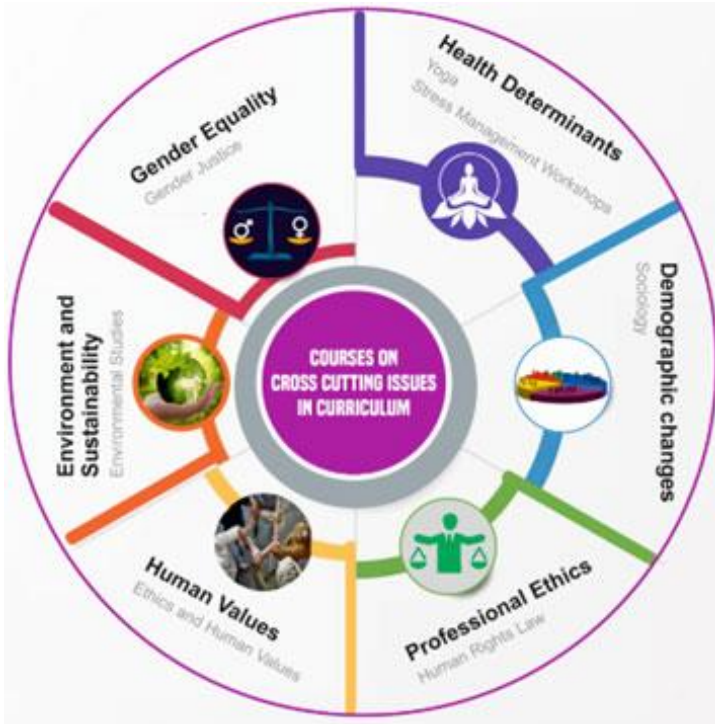 COURSES ON
CROSS CUTTING ISSUES
IN CURRICULUM
Health Determinants
Yoga
Stress Management Workshops
Demographic changes
Sociology
Professional Ethics
Human Rights Law
Human Values
Ethics and Human Values
Environment and
Sustainability
Environmental Studies
Gender Equality
Gender Justice